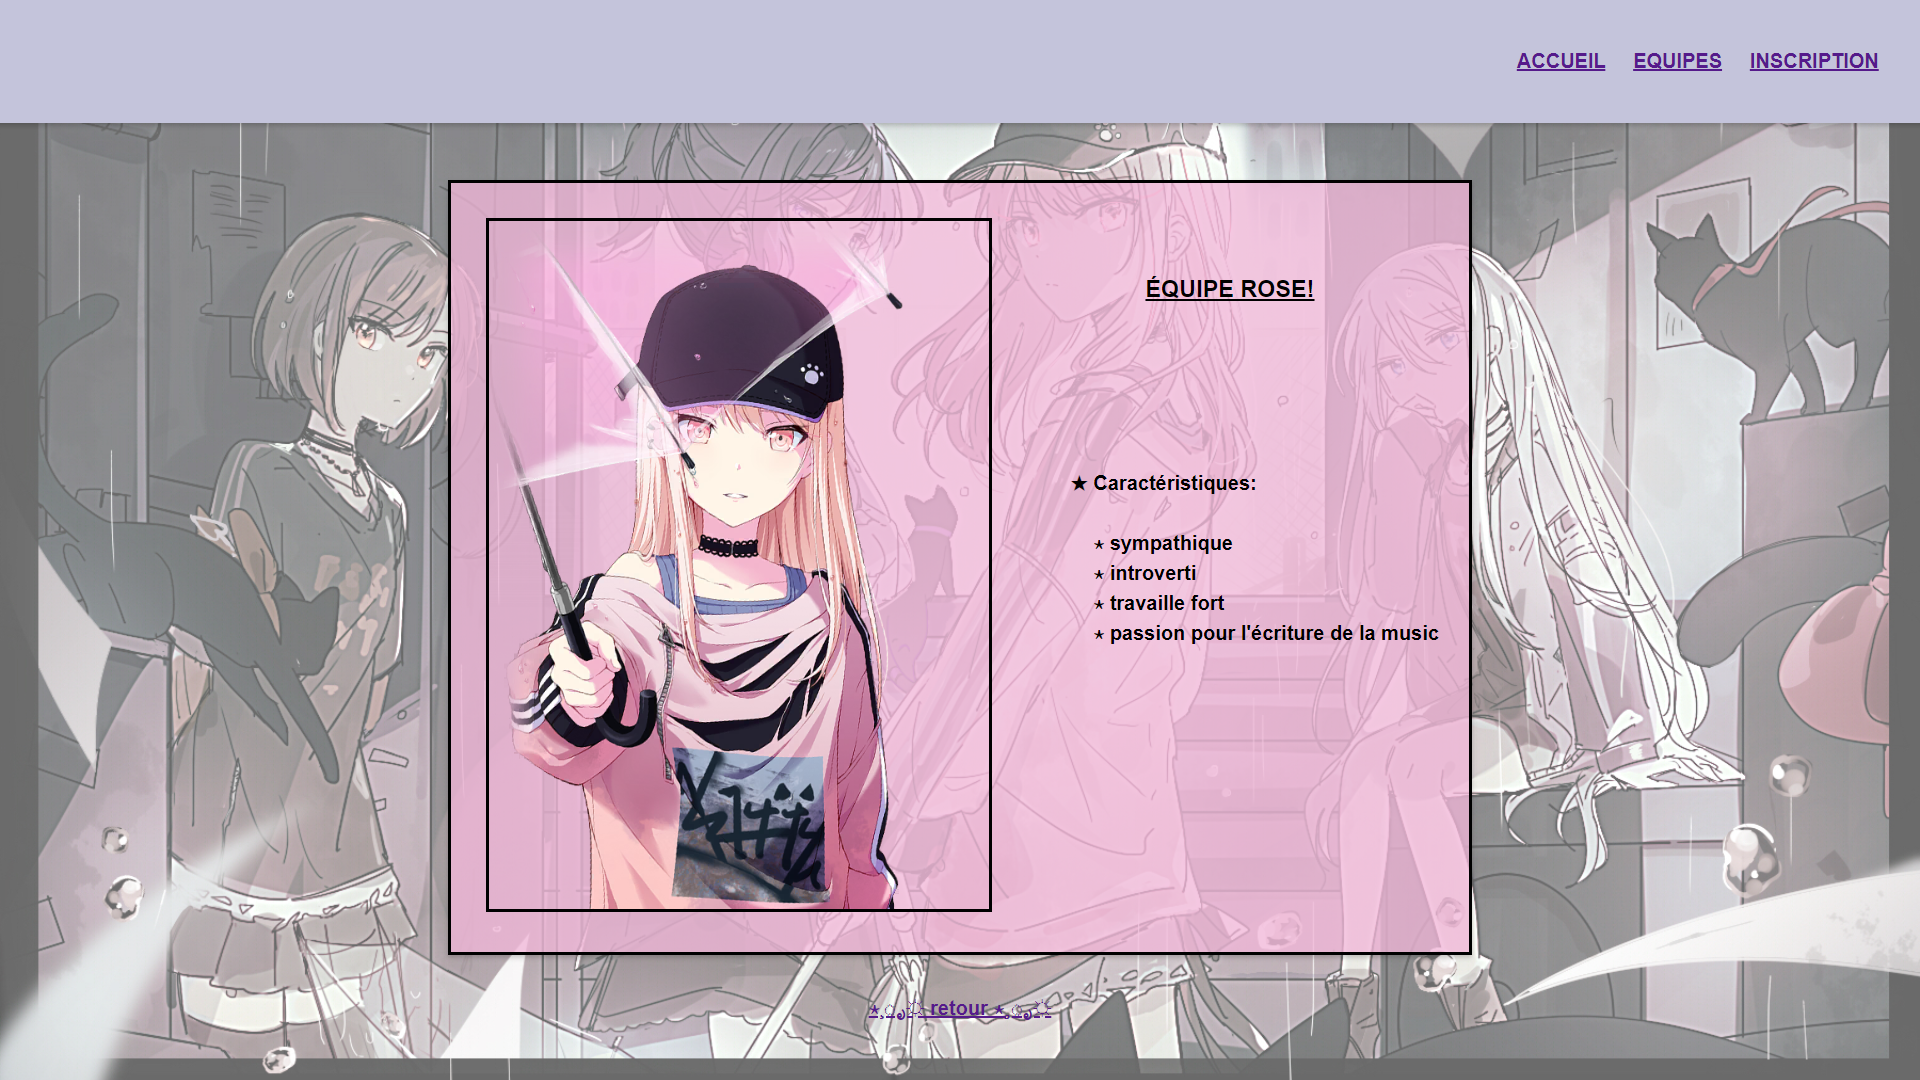 ACCUEIL EQUIPES INSCRIPTION
ÉQUIPE ROSE!
★ Caractéristiques:
⋆ sympathique
⋆ introverti
⋆ travaille fort
⋆ passion pour l'écriture de la music
retour